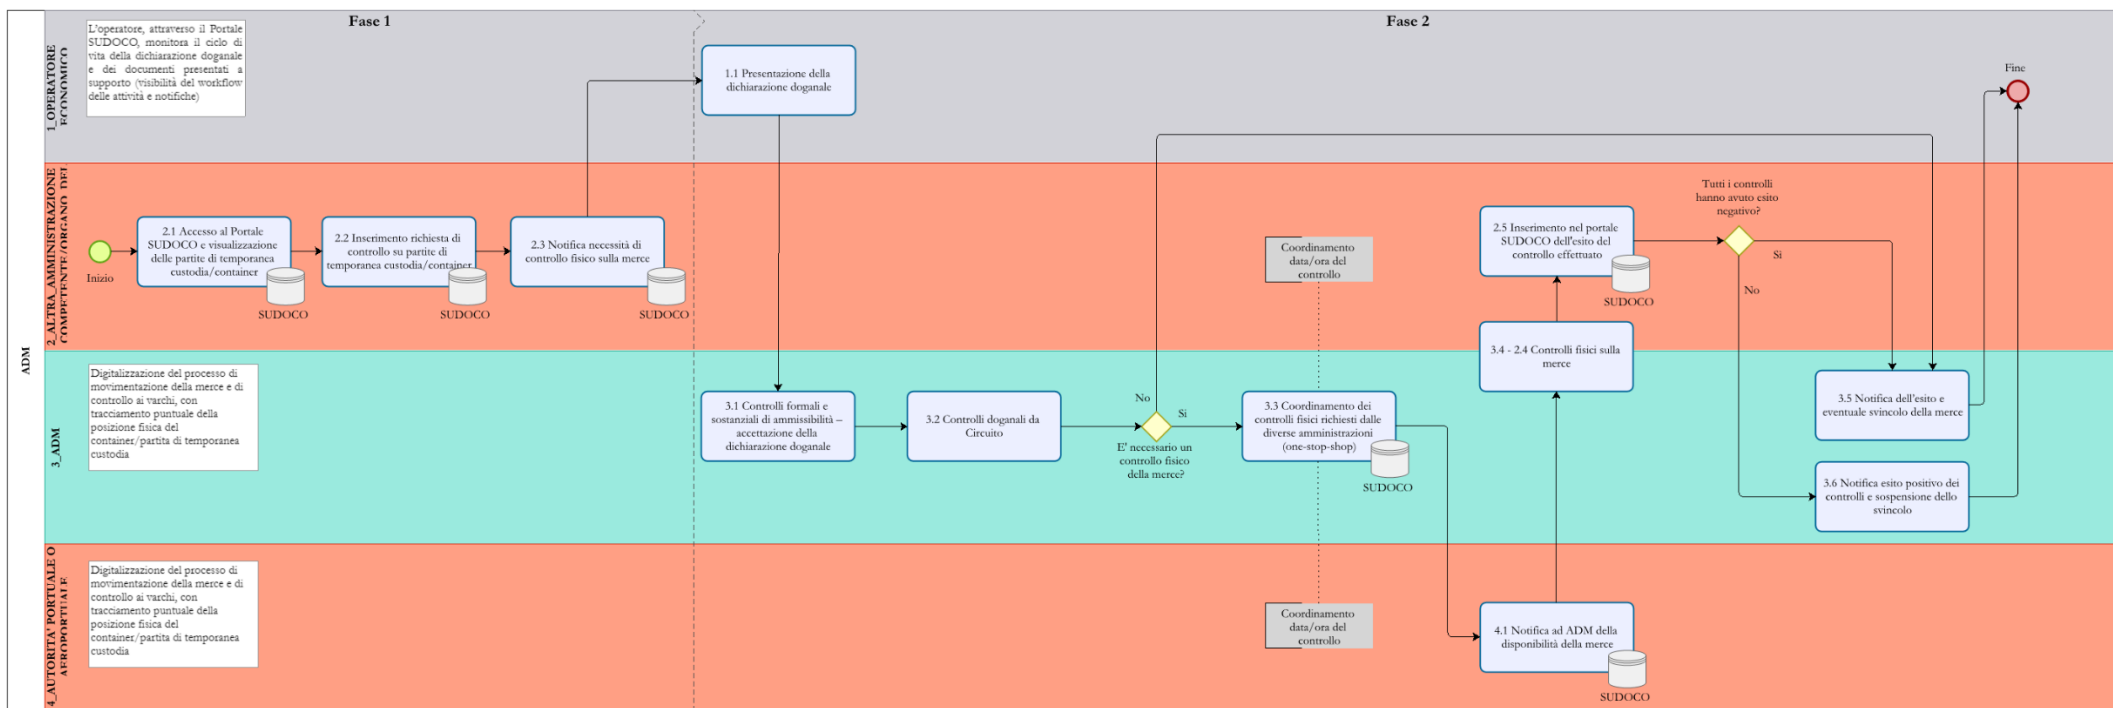 Fase 1
Fase 2
ADM
1_OPERATORE
ECONOMICO
L'operatore, attraverso il Portale
SUDOCO, monitora il ciclo di
vita della dichiarazione doganale
e dei documenti presentati a
supporto (visibilità del workflow
delle attività e notifiche)
1.1 Presentazione della
dichiarazione doganale
Fine
2_ALTRA_AMMINISTRAZIONE
COMPETENTE/ORGANO DEI
Inizio
2.1 Accesso al Portale
SUDOCO e visualizzazione
delle partite di temporanea
custodia/container
SUDOCO
2.2 Inserimento richiesta di
controllo su partite di
temporanea custodia/container
SUDOCO
2.3 Notifica necessità di
controllo fisico sulla merce
SUDOCO
Coordinamento
data/ora del
controllo
2.5 Inserimento nel portale
SUDOCO dell'esito del
controllo effettuato
SUDOCO
Tutti i controlli
hanno avuto esito
negativo?
Si
No
3.4 - 2.4 Controlli fisici sulla
merce
3_ADM
Digitalizzazione del processo di
movimentazione della merce e di
controllo ai varchi, con
tracciamento puntuale della
posizione fisica del
container/partita di temporanea
custodia
3.1 Controlli formali e
sostanziali di ammissibilità –
accettazione della
dichiarazione doganale
3.2 Controlli doganali da
Circuito
No
Si
E' necessario un
controllo fisico
della merce?
3.3 Coordinamento dei
controlli fisici richiesti dalle
diverse amministrazioni
(one-stop-shop)
SUDOCO
3.5 Notifica dell'esito e
eventuale svincolo della merce
3.6 Notifica esito positivo dei
controlli e sospensione dello
svincolo
4_AUTORITA' PORTUALE O
AEROPORTUALE
Digitalizzazione del processo di
movimentazione della merce e di
controllo ai varchi, con
tracciamento puntuale della
posizione fisica del
container/partita di temporanea
custodia
Coordinamento
data/ora del
controllo
4.1 Notifica ad ADM della
disponibilità della merce
SUDOCO